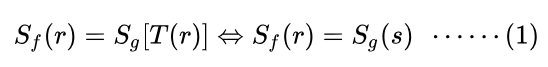 S_f(r) = S_g[T(r)] ⇔ S_f(r) = S_g(s) ⋯⋯(1)